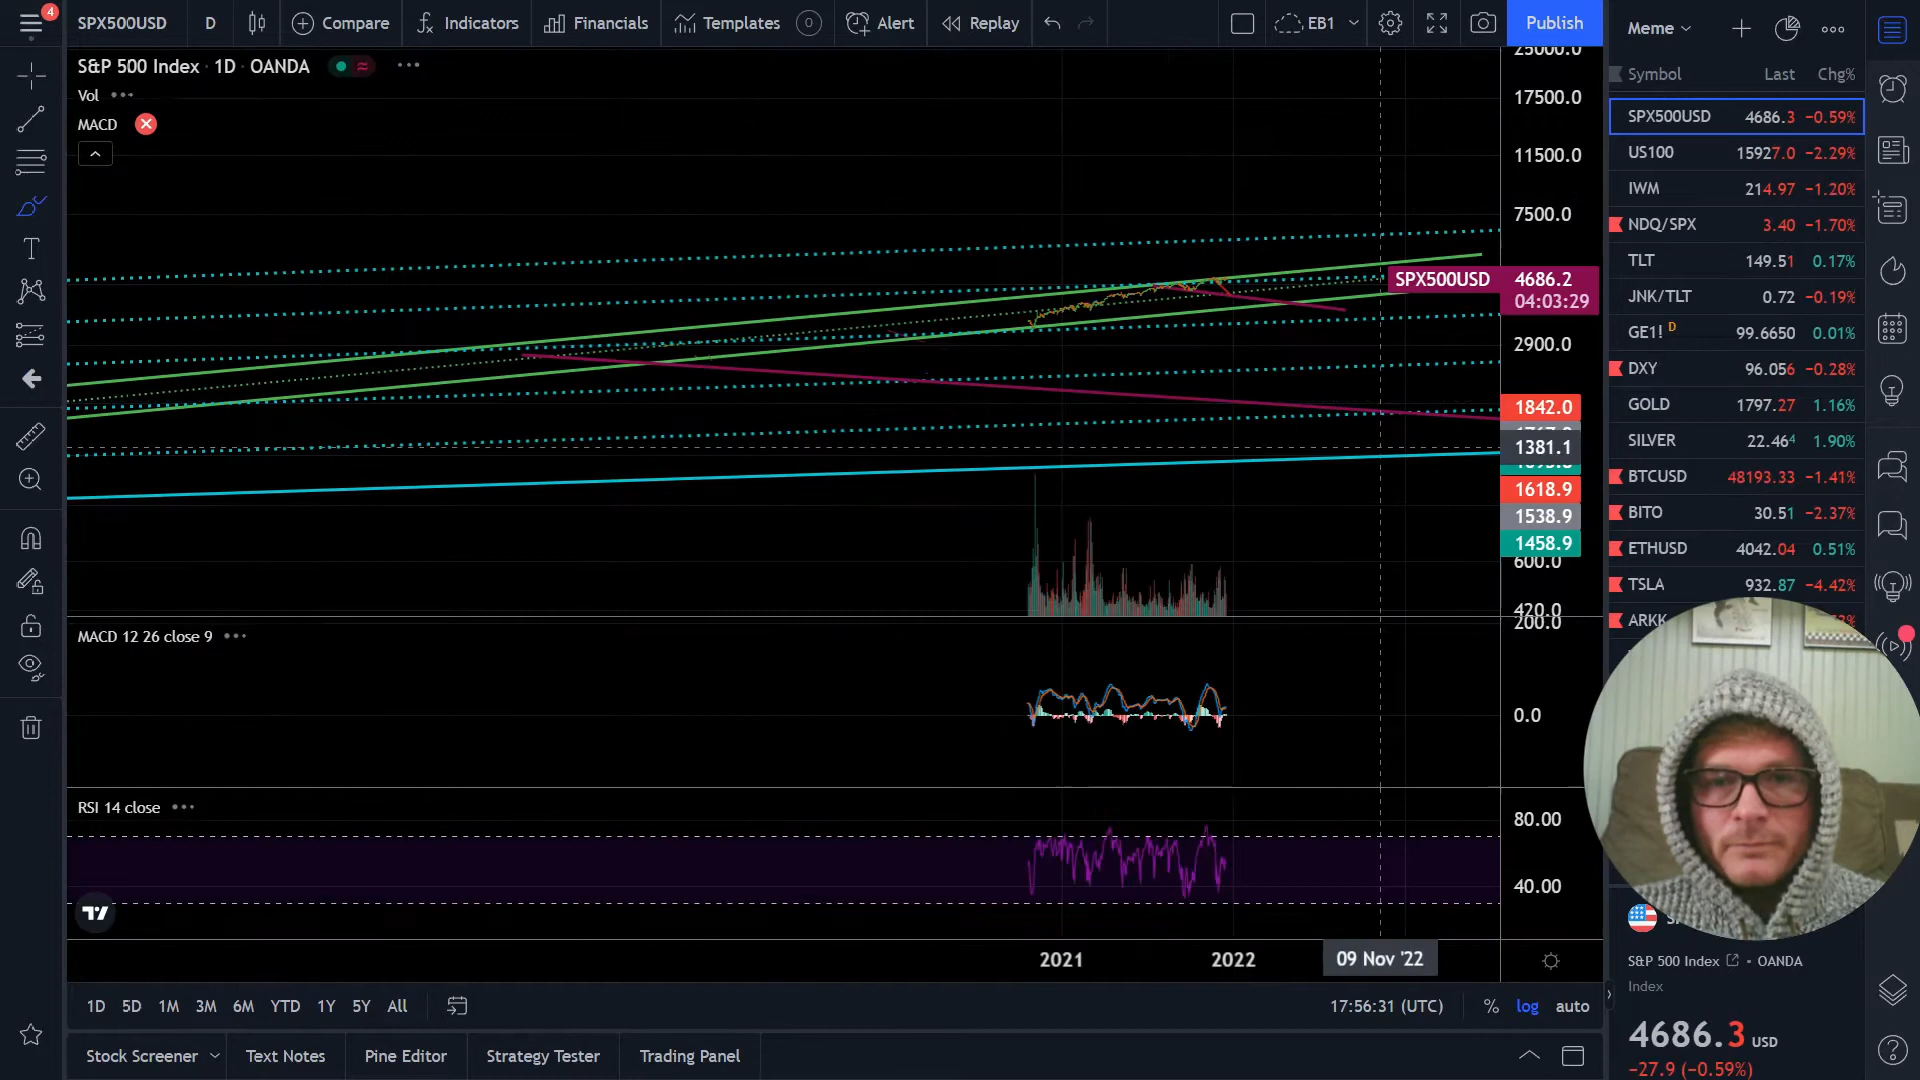 4
SPX500USD D Compare Indicators Financials Templates Alert Replay EB1 Publish
S&P 500 Index · 1D · OANDA
Vol
MACD
25000.0
17500.0
11500.0
7500.0
SPX500USD 4686.2
04:03:29
2900.0
1842.0
1381.1
1618.9
1538.9
1458.9
600.0
420.0
MACD 12 26 close 9
200.0
0.0
RSI 14 close
80.00
40.00
2021 2022 09 Nov '22
1D 5D 1M 3M 6M YTD 1Y 5Y All 17:56:31 (UTC) % log auto
Stock Screener Text Notes Pine Editor Strategy Tester Trading Panel
Meme
Symbol Last Chg%
SPX500USD 4686.3 −0.59%
US100 15927.0 −2.29%
IWM 214.97 −1.20%
NDQ/SPX 3.40 −1.70%
TLT 149.51 0.17%
JNK/TLT 0.72 −0.19%
GE1! D 99.6650 0.01%
DXY 96.056 −0.28%
GOLD 1797.27 1.16%
SILVER 22.464 1.90%
BTCUSD 48193.33 −1.41%
BITO 30.51 −2.37%
ETHUSD 4042.04 0.51%
TSLA 932.87 −4.42%
ARKK
S&P 500 Index · OANDA
Index
4686.3 USD
−27.9 (−0.59%)